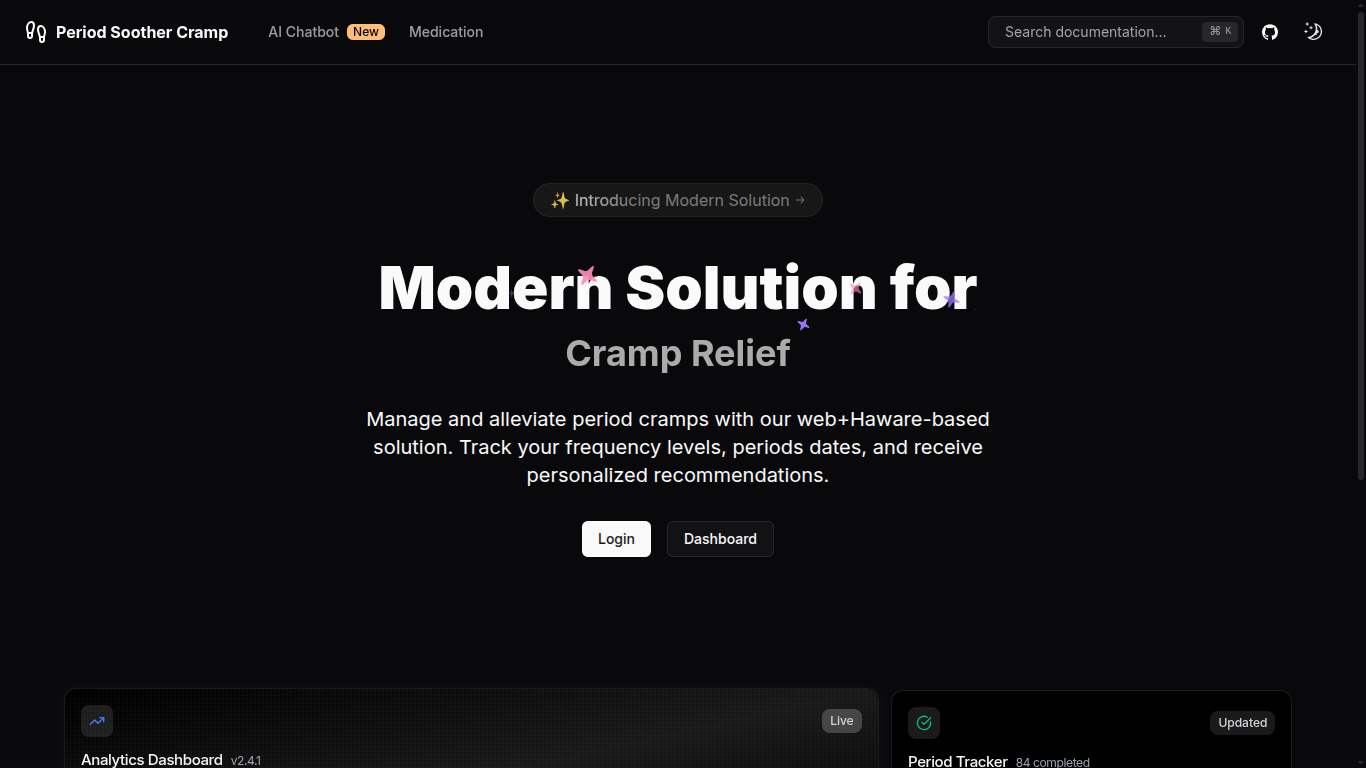 Period Soother Cramp
AI Chatbot New
Medication
Search documentation... ⌘ K
✨ Introducing Modern Solution →
Modern Solution for
Cramp Relief
Manage and alleviate period cramps with our web+Haware-based
solution. Track your frequency levels, periods dates, and receive
personalized recommendations.
Login
Dashboard
Live
Analytics Dashboard v2.4.1
Updated
Period Tracker 84 completed